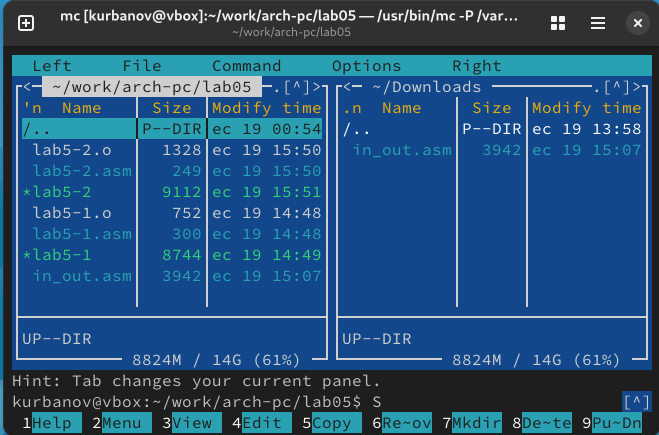 mc [kurbanov@vbox]:~/work/arch-pc/lab05 — /usr/bin/mc -P /var…
~/work/arch-pc/lab05
Left File Command Options Right
<— ~/work/arch-pc/lab05 —.[^]>
'n Name Size Modify time
/.. P--DIR ec 19 00:54
lab5-2.o 1328 ec 19 15:50
lab5-2.asm 249 ec 19 15:50
*lab5-2 9112 ec 19 15:51
lab5-1.o 752 ec 19 14:48
lab5-1.asm 300 ec 19 14:48
*lab5-1 8744 ec 19 14:49
in_out.asm 3942 ec 19 15:07
UP--DIR
8824M / 14G (61%)
<— ~/Downloads —.[^]>
.n Name Size Modify time
/.. P--DIR ec 19 13:58
in_out.asm 3942 ec 19 15:07
UP--DIR
8824M / 14G (61%)
Hint: Tab changes your current panel.
kurbanov@vbox:~/work/arch-pc/lab05$ S [^]
1Help 2Menu 3View 4Edit 5Copy 6Re~ov 7Mkdir 8De~te 9Pu~Dn